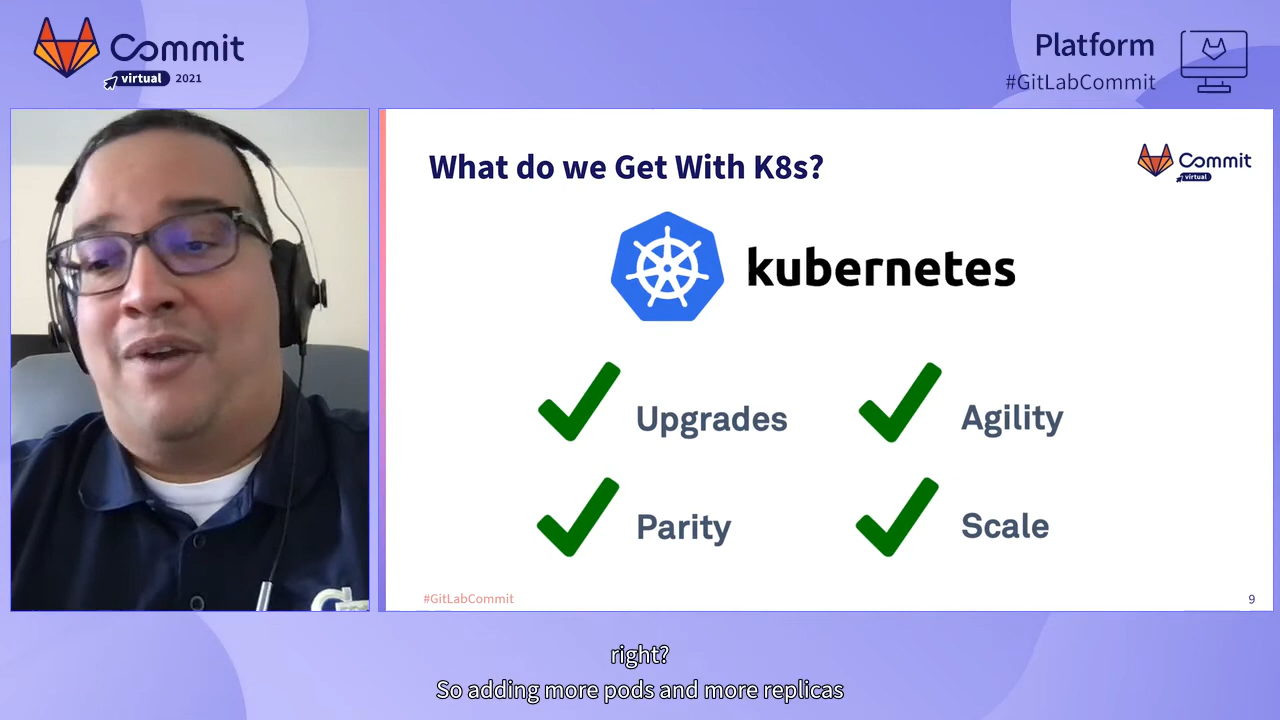 Commit
virtual 2021
Platform
#GitLabCommit
What do we Get With K8s?
Commit
virtual
kubernetes
Upgrades
Agility
Parity
Scale
#GitLabCommit
9
right?
So adding more pods and more replicas